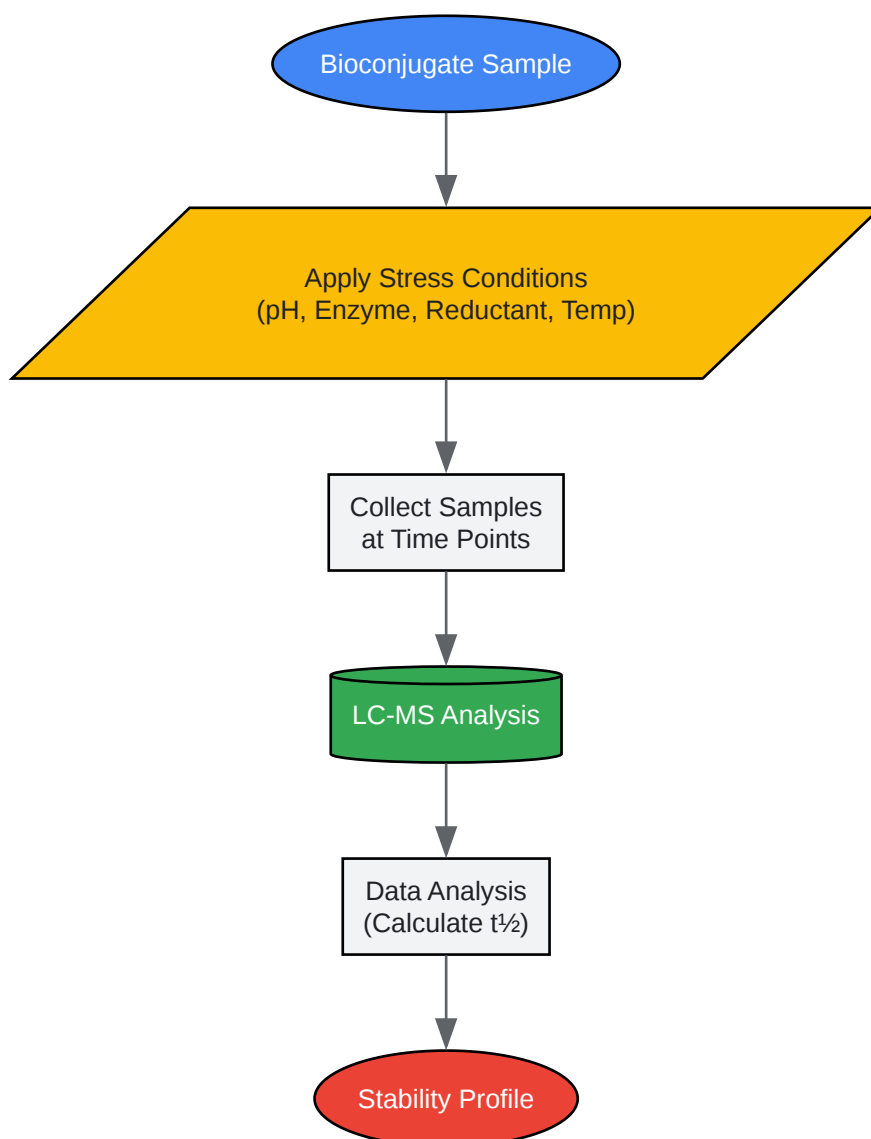 Bioconjugate Sample
Apply Stress Conditions
(pH, Enzyme, Reductant, Temp)
Collect Samples
at Time Points
LC-MS Analysis
Data Analysis
(Calculate t½)
Stability Profile